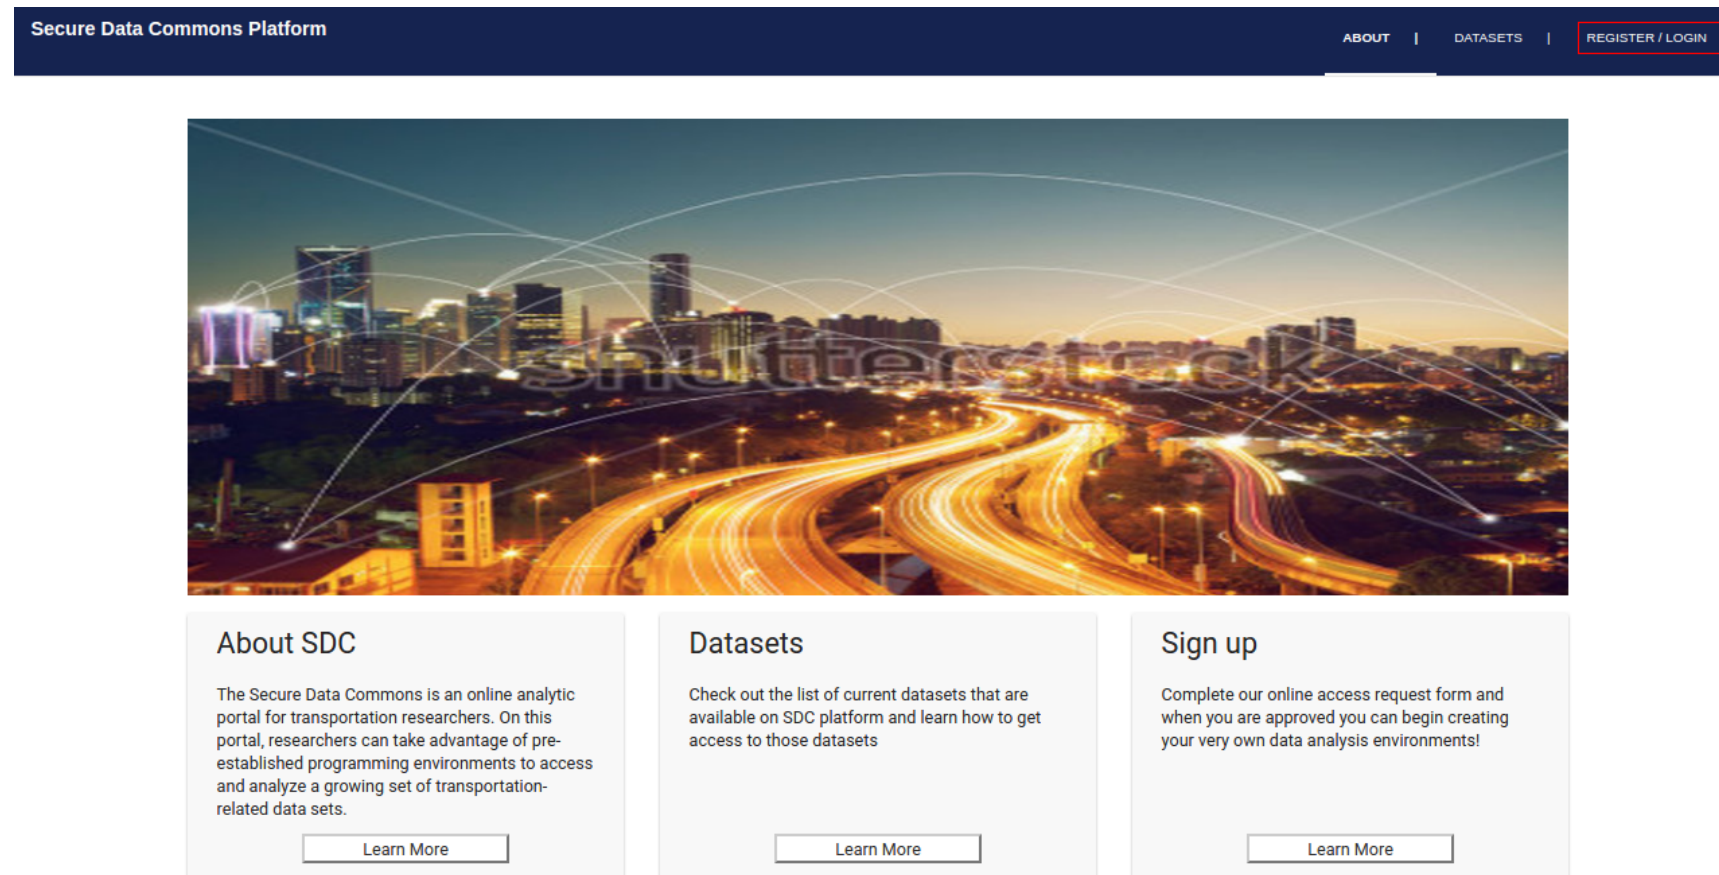 Secure Data Commons Platform
ABOUT | DATASETS | REGISTER / LOGIN
shutterstock
About SDC
The Secure Data Commons is an online analytic
portal for transportation researchers. On this
portal, researchers can take advantage of pre-
established programming environments to access
and analyze a growing set of transportation-
related data sets.
Learn More
Datasets
Check out the list of current datasets that are
available on SDC platform and learn how to get
access to those datasets
Learn More
Sign up
Complete our online access request form and
when you are approved you can begin creating
your very own data analysis environments!
Learn More